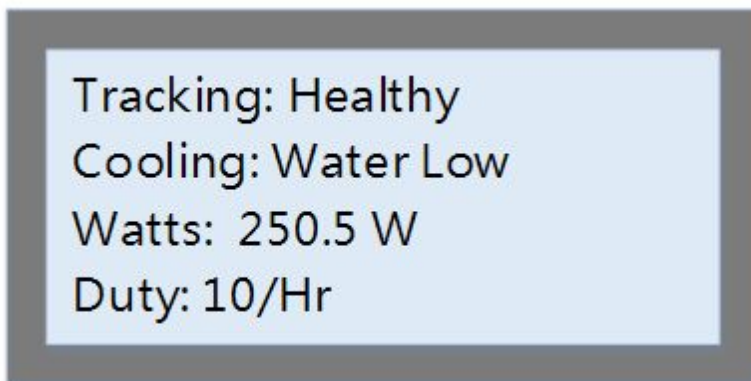 Tracking: Healthy
Cooling: Water Low
Watts:  250.5 W
Duty: 10/Hr